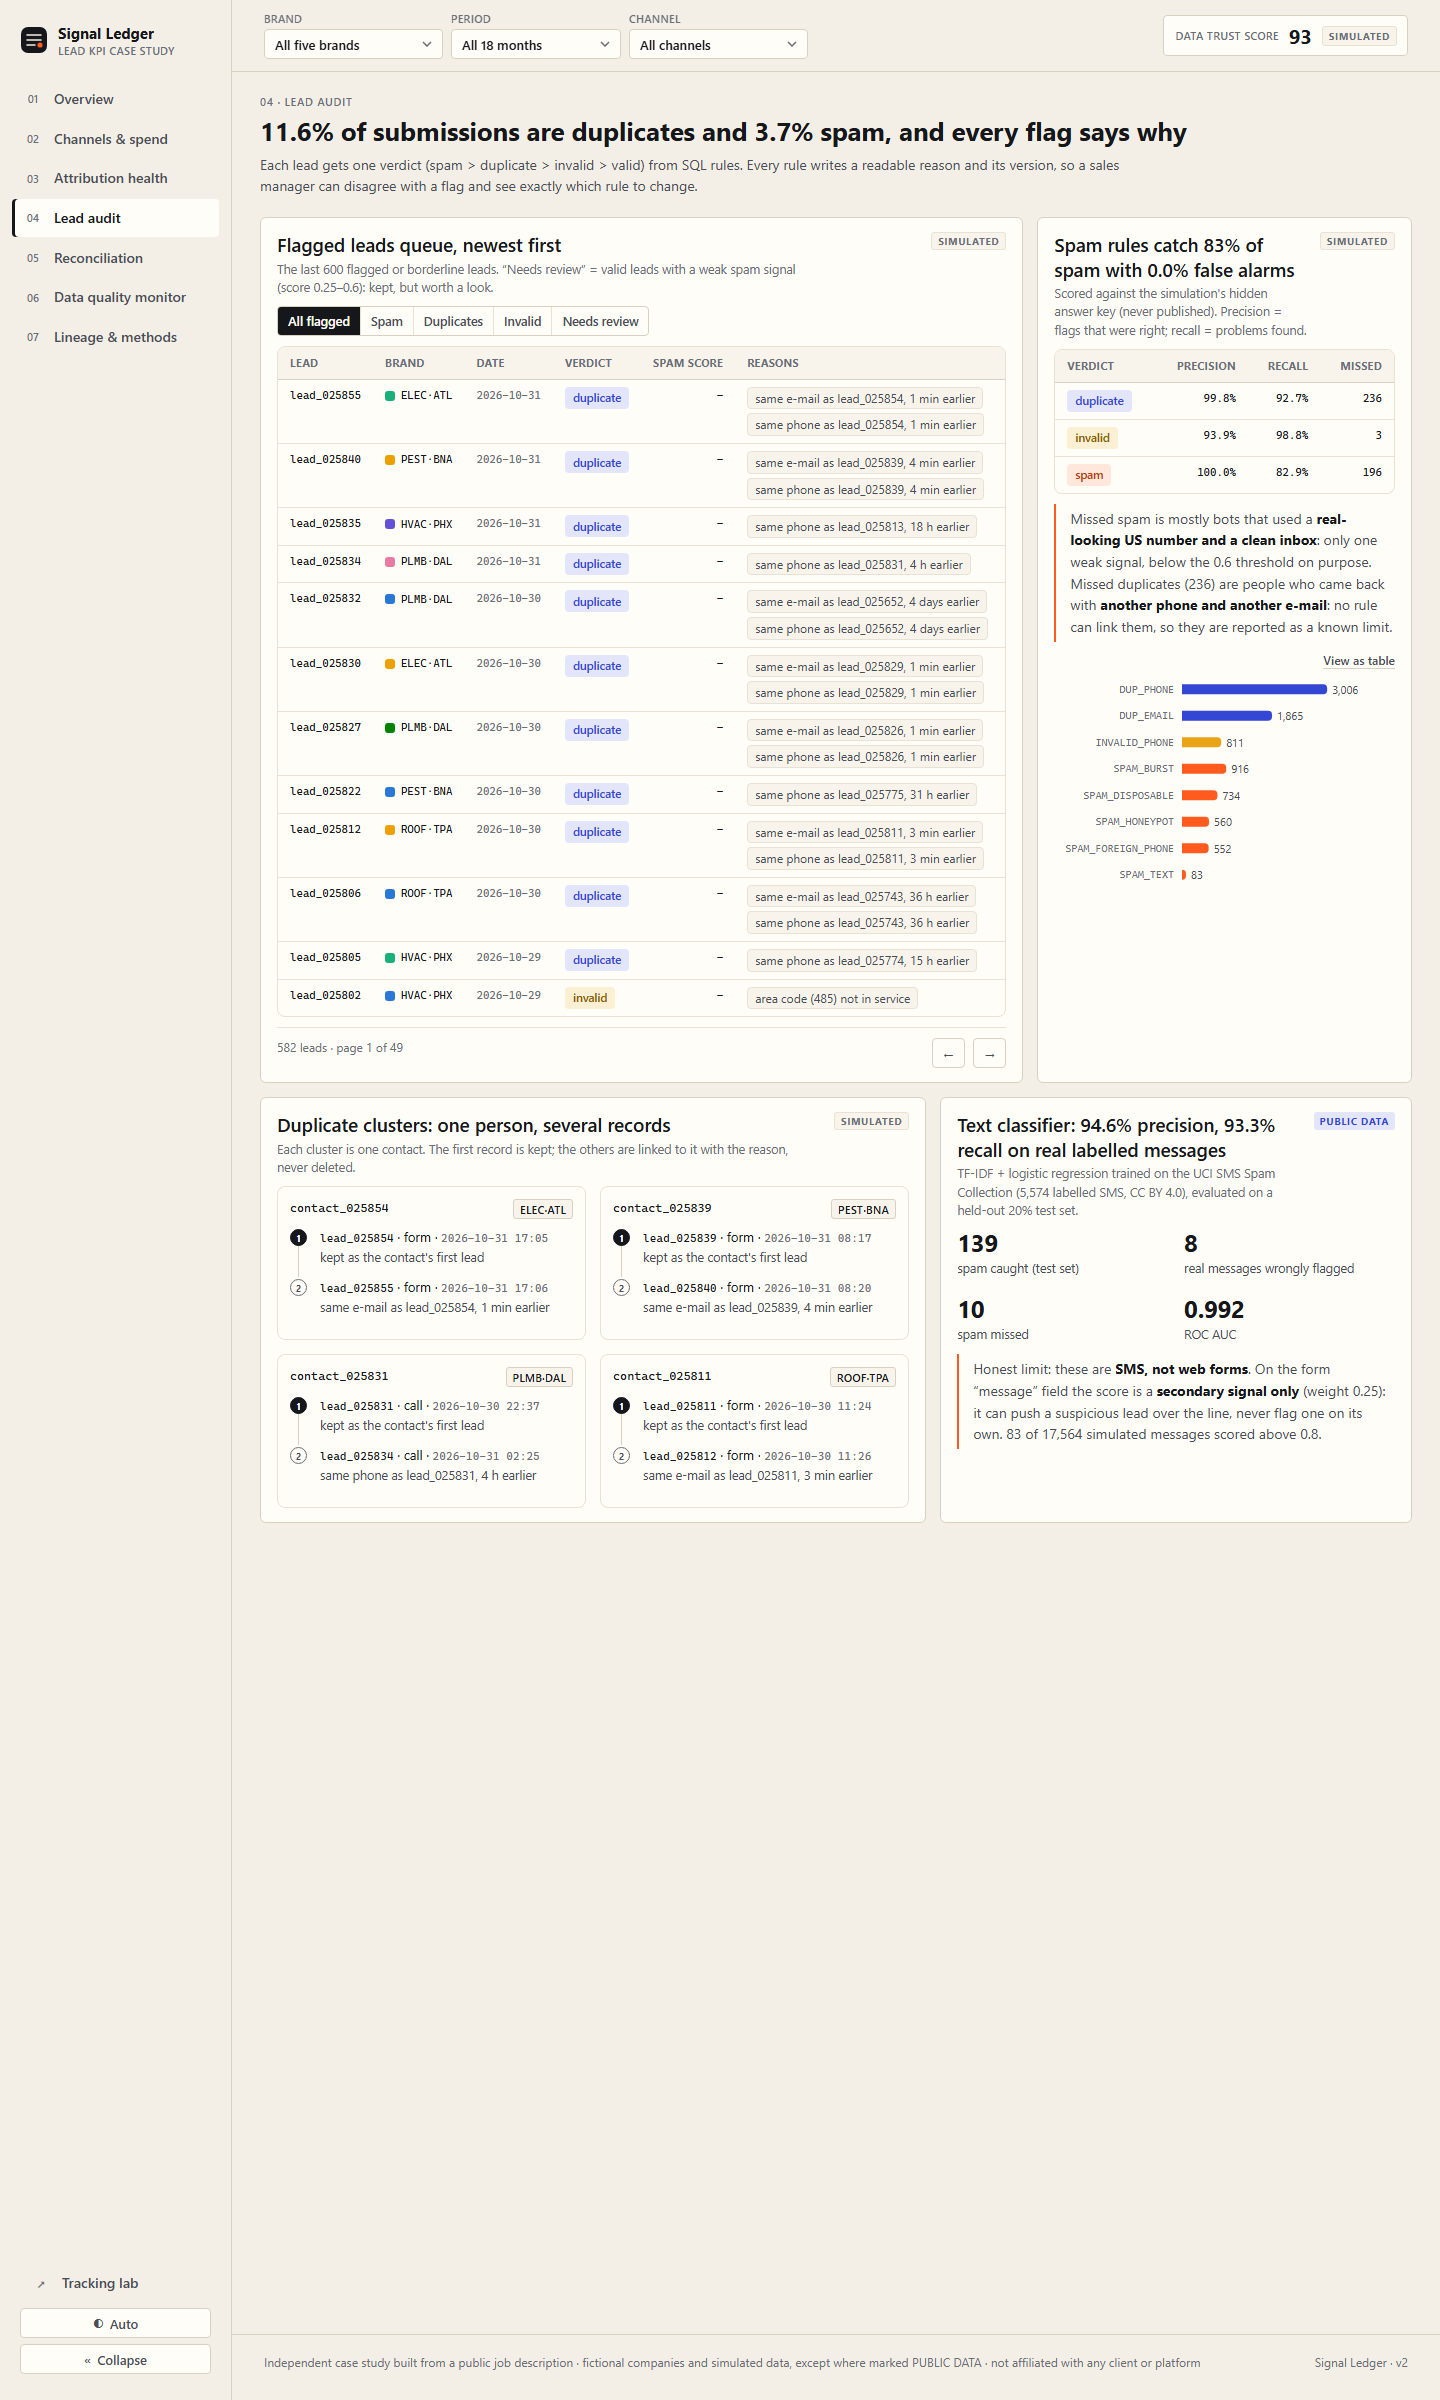 Signal Ledger
LEAD KPI CASE STUDY
01 Overview
02 Channels & spend
03 Attribution health
04 Lead audit
05 Reconciliation
06 Data quality monitor
07 Lineage & methods
↗ Tracking lab
◐ Auto
« Collapse
BRAND PERIOD CHANNEL
All five brands All 18 months All channels
DATA TRUST SCORE 93 SIMULATED
04 · LEAD AUDIT
11.6% of submissions are duplicates and 3.7% spam, and every flag says why
Each lead gets one verdict (spam > duplicate > invalid > valid) from SQL rules. Every rule writes a readable reason and its version, so a sales
manager can disagree with a flag and see exactly which rule to change.
Flagged leads queue, newest first
SIMULATED
The last 600 flagged or borderline leads. "Needs review" = valid leads with a weak spam signal
(score 0.25–0.6): kept, but worth a look.
All flagged Spam Duplicates Invalid Needs review
LEAD BRAND DATE VERDICT SPAM SCORE REASONS
lead_025855 ELEC·ATL 2026-10-31 duplicate – same e-mail as lead_025854, 1 min earlier
same phone as lead_025854, 1 min earlier
lead_025840 PEST·BNA 2026-10-31 duplicate – same e-mail as lead_025839, 4 min earlier
same phone as lead_025839, 4 min earlier
lead_025835 HVAC·PHX 2026-10-31 duplicate – same phone as lead_025813, 18 h earlier
lead_025834 PLMB·DAL 2026-10-31 duplicate – same phone as lead_025831, 4 h earlier
lead_025832 PLMB·DAL 2026-10-30 duplicate – same e-mail as lead_025652, 4 days earlier
same phone as lead_025652, 4 days earlier
lead_025830 ELEC·ATL 2026-10-30 duplicate – same e-mail as lead_025829, 1 min earlier
same phone as lead_025829, 1 min earlier
lead_025827 PLMB·DAL 2026-10-30 duplicate – same e-mail as lead_025826, 1 min earlier
same phone as lead_025826, 1 min earlier
lead_025822 PEST·BNA 2026-10-30 duplicate – same phone as lead_025775, 31 h earlier
lead_025812 ROOF·TPA 2026-10-30 duplicate – same e-mail as lead_025811, 3 min earlier
same phone as lead_025811, 3 min earlier
lead_025806 ROOF·TPA 2026-10-30 duplicate – same e-mail as lead_025743, 36 h earlier
same phone as lead_025743, 36 h earlier
lead_025805 HVAC·PHX 2026-10-29 duplicate – same phone as lead_025774, 15 h earlier
lead_025802 HVAC·PHX 2026-10-29 invalid – area code (485) not in service
582 leads · page 1 of 49
← →
Spam rules catch 83% of
spam with 0.0% false alarms
SIMULATED
Scored against the simulation's hidden
answer key (never published). Precision =
flags that were right; recall = problems found.
VERDICT PRECISION RECALL MISSED
duplicate 99.8% 92.7% 236
invalid 93.9% 98.8% 3
spam 100.0% 82.9% 196
Missed spam is mostly bots that used a real-
looking US number and a clean inbox: only one
weak signal, below the 0.6 threshold on purpose.
Missed duplicates (236) are people who came back
with another phone and another e-mail: no rule
can link them, so they are reported as a known limit.
View as table
DUP_PHONE 3,006
DUP_EMAIL 1,865
INVALID_PHONE 811
SPAM_BURST 916
SPAM_DISPOSABLE 734
SPAM_HONEYPOT 560
SPAM_FOREIGN_PHONE 552
SPAM_TEXT 83
Duplicate clusters: one person, several records
SIMULATED
Each cluster is one contact. The first record is kept; the others are linked to it with the reason,
never deleted.
contact_025854 ELEC·ATL
1 lead_025854 · form · 2026-10-31 17:05
kept as the contact's first lead
2 lead_025855 · form · 2026-10-31 17:06
same e-mail as lead_025854, 1 min earlier
contact_025839 PEST·BNA
1 lead_025839 · form · 2026-10-31 08:17
kept as the contact's first lead
2 lead_025840 · form · 2026-10-31 08:20
same e-mail as lead_025839, 4 min earlier
contact_025831 PLMB·DAL
1 lead_025831 · call · 2026-10-30 22:37
kept as the contact's first lead
2 lead_025834 · call · 2026-10-31 02:25
same phone as lead_025831, 4 h earlier
contact_025811 ROOF·TPA
1 lead_025811 · form · 2026-10-30 11:24
kept as the contact's first lead
2 lead_025812 · form · 2026-10-30 11:26
same e-mail as lead_025811, 3 min earlier
Text classifier: 94.6% precision, 93.3%
recall on real labelled messages
PUBLIC DATA
TF-IDF + logistic regression trained on the UCI SMS Spam
Collection (5,574 labelled SMS, CC BY 4.0), evaluated on a
held-out 20% test set.
139 8
spam caught (test set) real messages wrongly flagged
10 0.992
spam missed ROC AUC
Honest limit: these are SMS, not web forms. On the form
"message" field the score is a secondary signal only (weight 0.25):
it can push a suspicious lead over the line, never flag one on its
own. 83 of 17,564 simulated messages scored above 0.8.
Independent case study built from a public job description · fictional companies and simulated data, except where marked PUBLIC DATA · not affiliated with any client or platform
Signal Ledger · v2